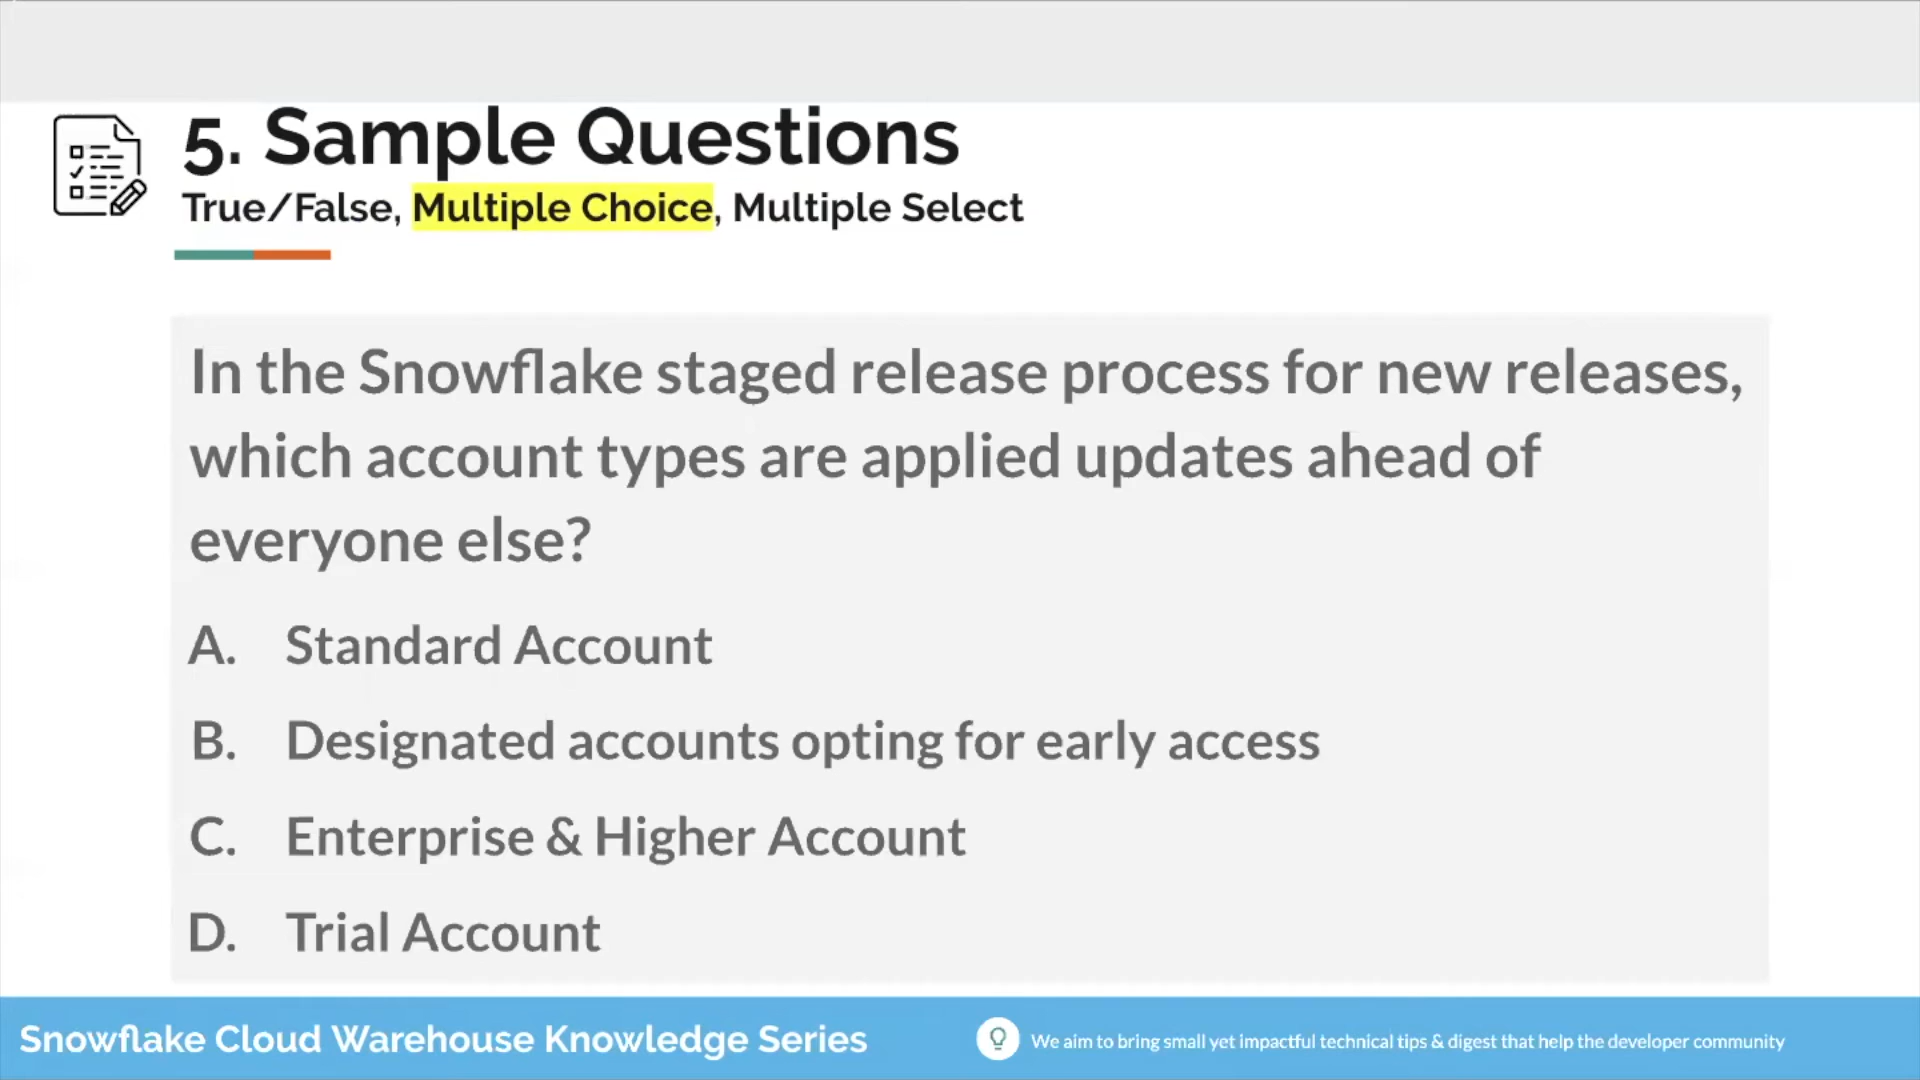 5. Sample Questions
True/False, Multiple Choice, Multiple Select
In the Snowflake staged release process for new releases,
which account types are applied updates ahead of
everyone else?
A. Standard Account
B. Designated accounts opting for early access
C. Enterprise & Higher Account
D. Trial Account
Snowflake Cloud Warehouse Knowledge Series
We aim to bring small yet impactful technical tips & digest that help the developer community